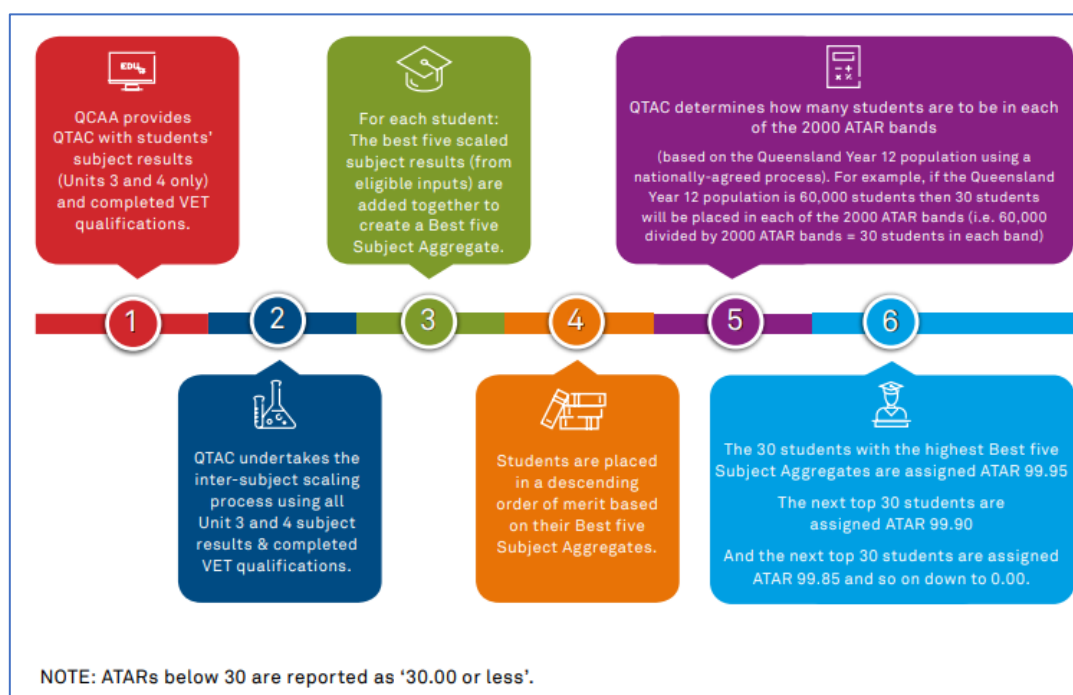 EDU
QCAA provides
QTAC with students’
subject results
(Units 3 and 4 only)
and completed VET
qualifications.
For each student:
The best five scaled
subject results (from
eligible inputs) are
added together to
create a Best five
Subject Aggregate.
QTAC determines how many students are to be in each
of the 2000 ATAR bands
(based on the Queensland Year 12 population using a
nationally-agreed process). For example, if the Queensland
Year 12 population is 60,000 students then 30 students
will be placed in each of the 2000 ATAR bands (i.e. 60,000
divided by 2000 ATAR bands = 30 students in each band)
1
2
3
4
5
6
QTAC undertakes the
inter-subject scaling
process using all
Unit 3 and 4 subject
results & completed
VET qualifications.
Students are placed
in a descending
order of merit based
on their Best five
Subject Aggregates.
The 30 students with the highest Best five
Subject Aggregates are assigned ATAR 99.95
The next top 30 students are
assigned ATAR 99.90
And the next top 30 students are assigned
ATAR 99.85 and so on down to 0.00.
NOTE: ATARs below 30 are reported as ‘30.00 or less’.